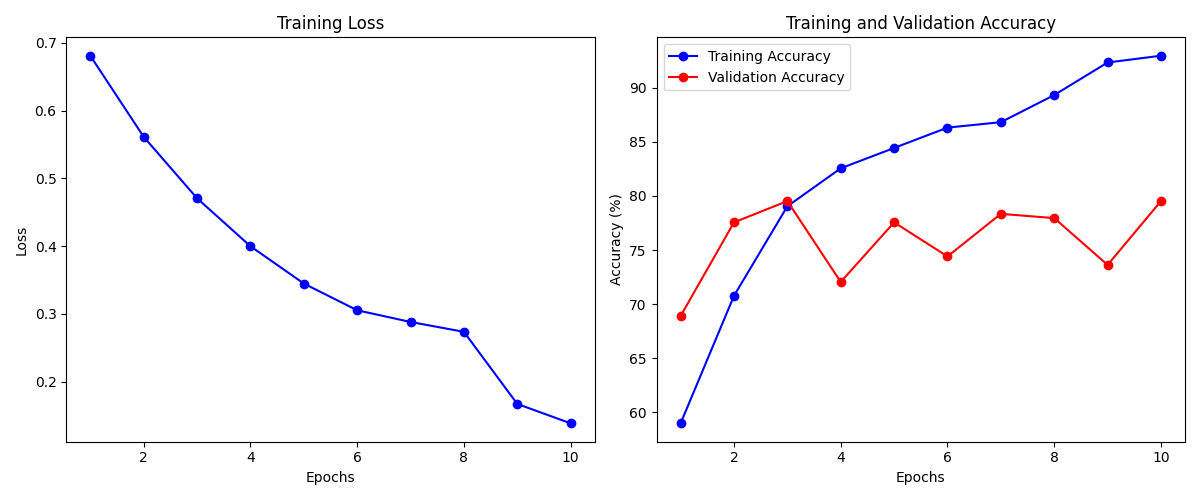 Training Loss
0.7
0.6
0.5
0.4
0.3
0.2
Loss
2 4 6 8 10
Epochs
Training and Validation Accuracy
Training Accuracy
Validation Accuracy
90
85
80
75
70
65
60
Accuracy (%)
2 4 6 8 10
Epochs